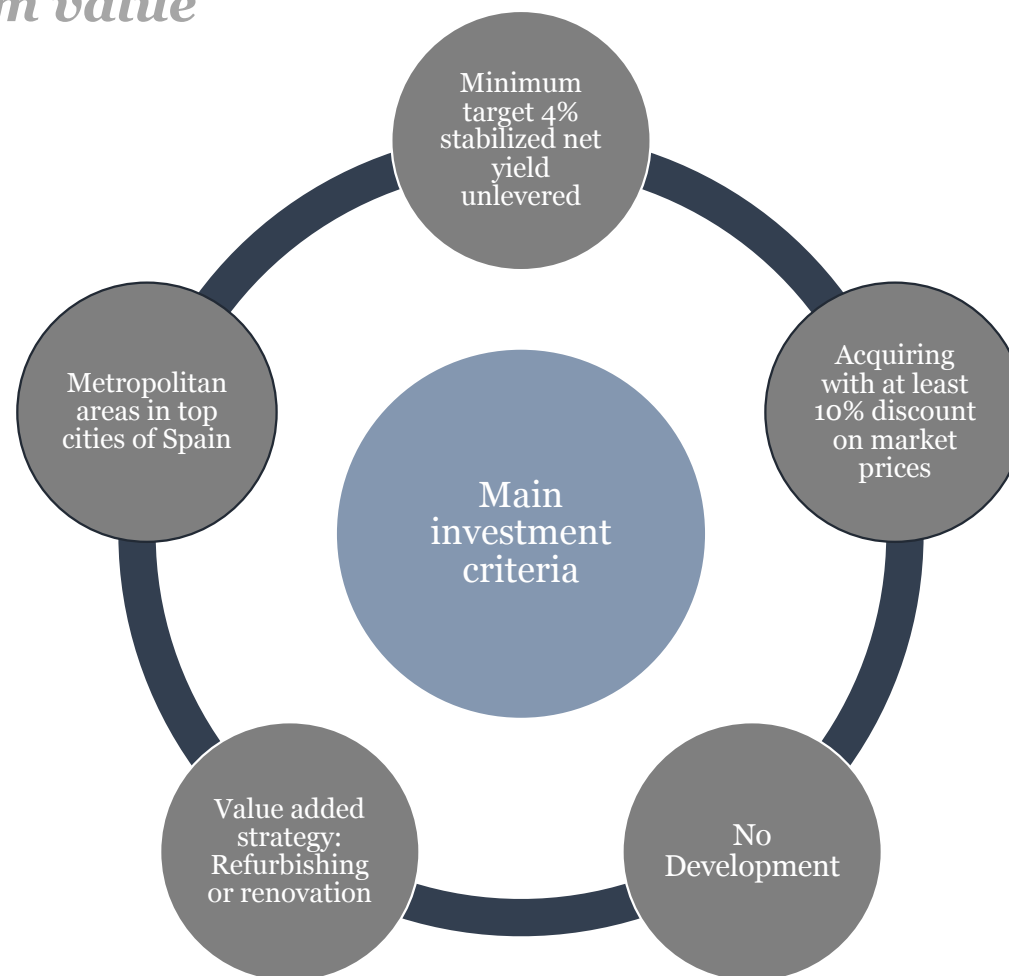 value
Minimum
target 4%
stabilized net
yield
unlevered
Acquiring
with at least
10% discount
on market
prices
No
Development
Value added
strategy:
Refurbishing
or renovation
Metropolitan
areas in top
cities of Spain
Main
investment
criteria